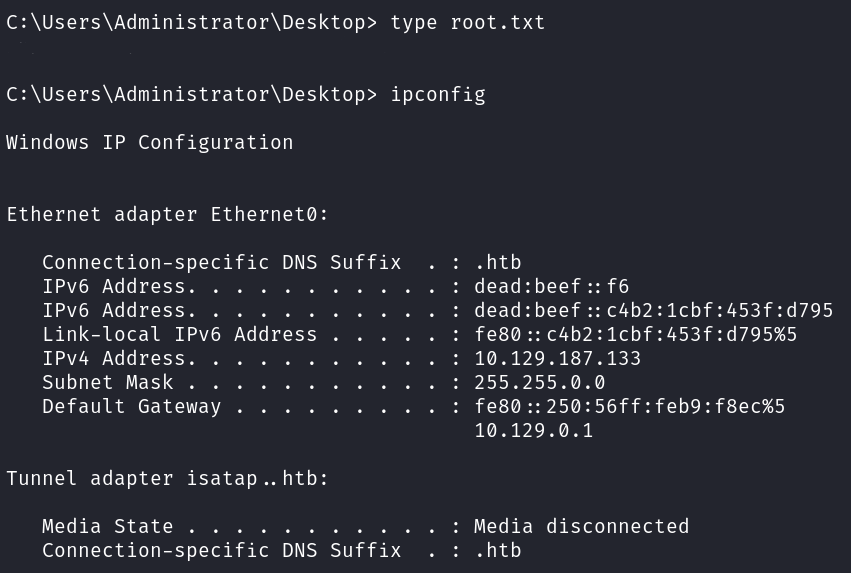 C:\Users\Administrator\Desktop> type root.txt
C:\Users\Administrator\Desktop> ipconfig
Windows IP Configuration
Ethernet adapter Ethernet0:
Connection-specific DNS Suffix  . : .htb
IPv6 Address. . . . . . . . . . . : dead:beef::f6
IPv6 Address. . . . . . . . . . . : dead:beef::c4b2:1cbf:453f:d795
Link-local IPv6 Address . . . . . : fe80::c4b2:1cbf:453f:d795%5
IPv4 Address. . . . . . . . . . . : 10.129.187.133
Subnet Mask . . . . . . . . . . . : 255.255.0.0
Default Gateway . . . . . . . . . : fe80::250:56ff:feb9:f8ec%5
10.129.0.1
Tunnel adapter isatap..htb:
Media State . . . . . . . . . . . : Media disconnected
Connection-specific DNS Suffix  . : .htb